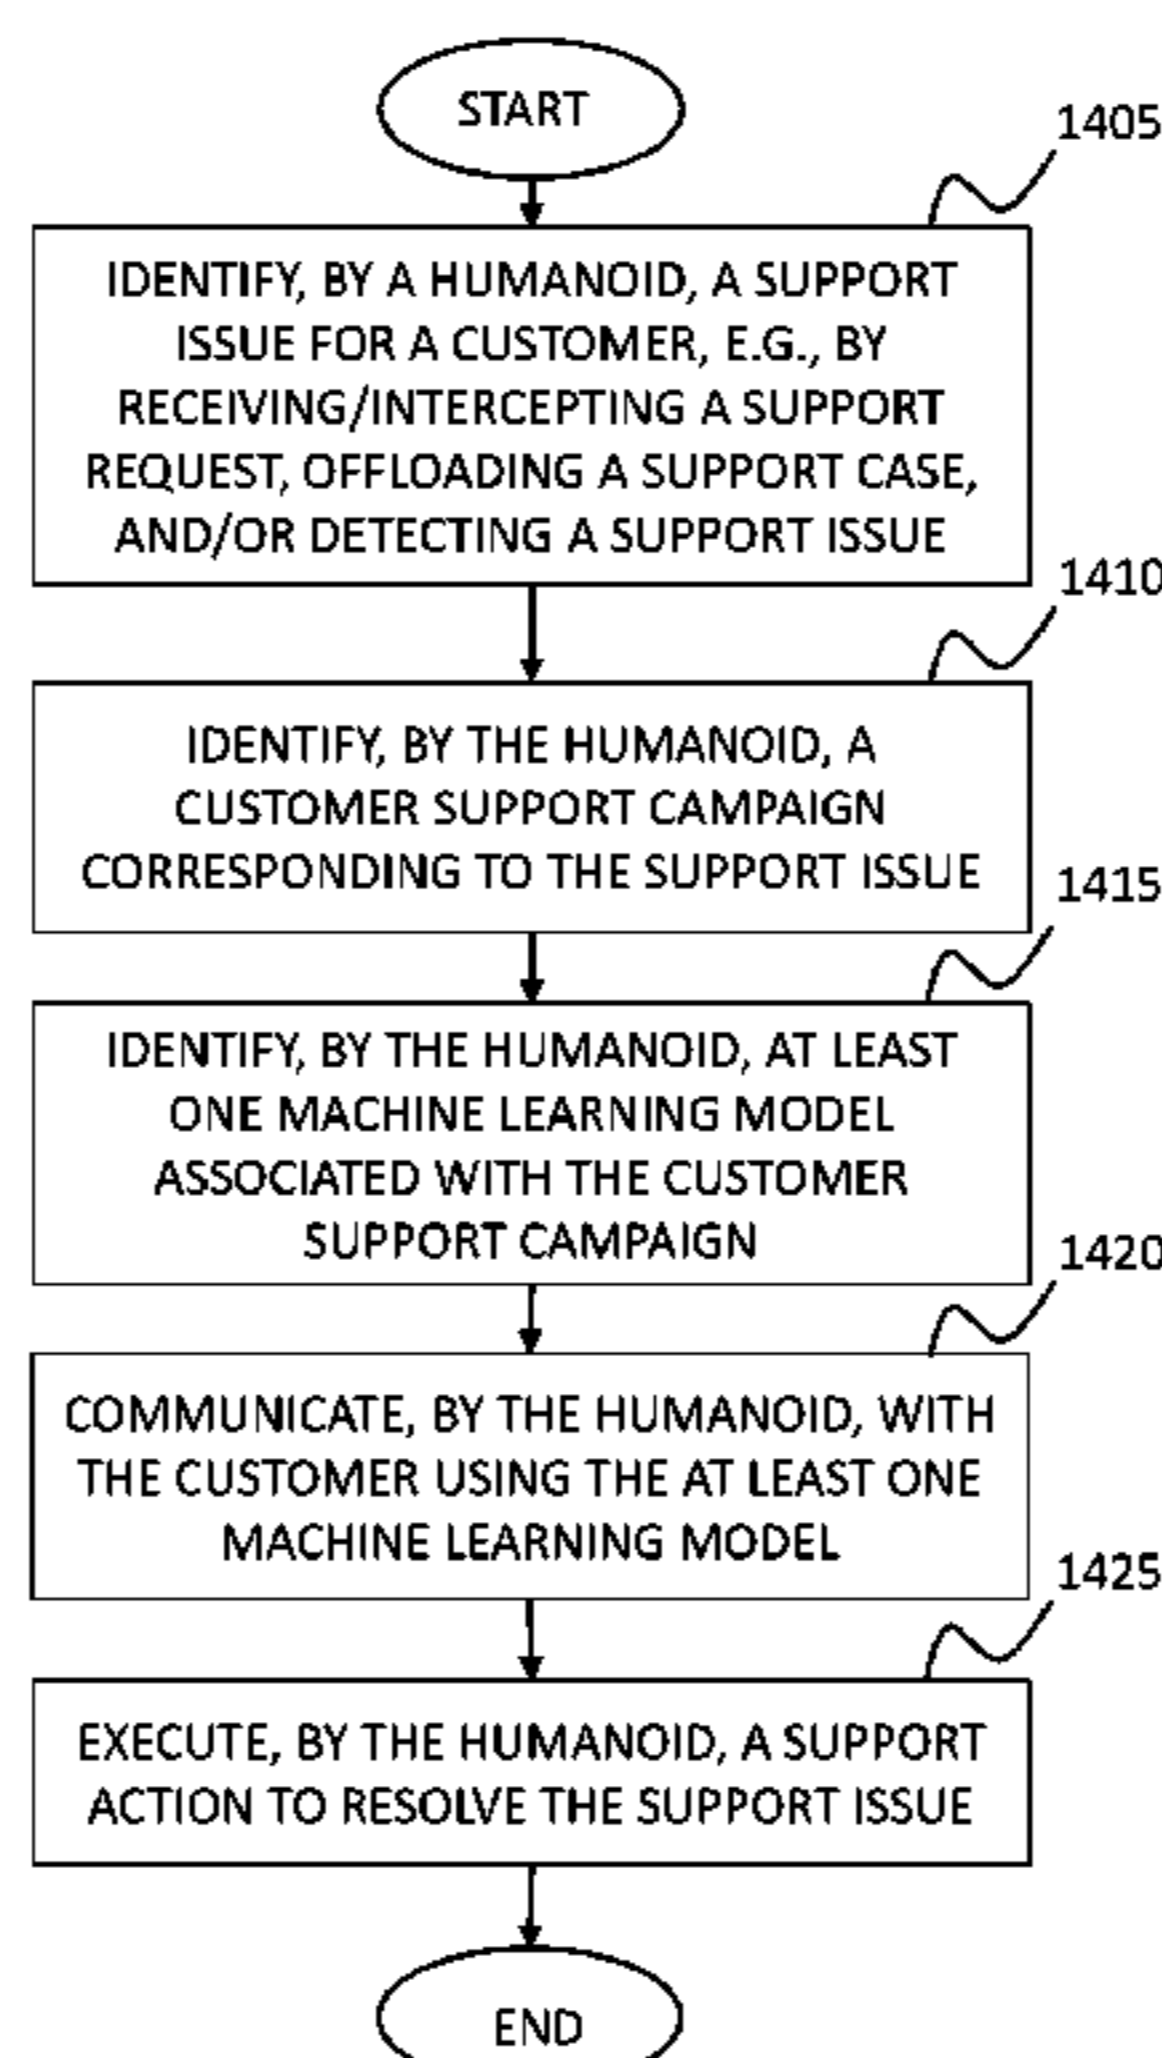 START
1405
IDENTIFY, BY A HUMANOID, A SUPPORT
ISSUE FOR A CUSTOMER, E.G., BY
RECEIVING/INTERCEPTING A SUPPORT
REQUEST, OFFLOADING A SUPPORT CASE,
AND/OR DETECTING A SUPPORT ISSUE
1410
IDENTIFY, BY THE HUMANOID, A
CUSTOMER SUPPORT CAMPAIGN
CORRESPONDING TO THE SUPPORT ISSUE
1415
IDENTIFY, BY THE HUMANOID, AT LEAST
ONE MACHINE LEARNING MODEL
ASSOCIATED WITH THE CUSTOMER
SUPPORT CAMPAIGN
1420
COMMUNICATE, BY THE HUMANOID, WITH
THE CUSTOMER USING THE AT LEAST ONE
MACHINE LEARNING MODEL
1425
EXECUTE, BY THE HUMANOID, A SUPPORT
ACTION TO RESOLVE THE SUPPORT ISSUE
END